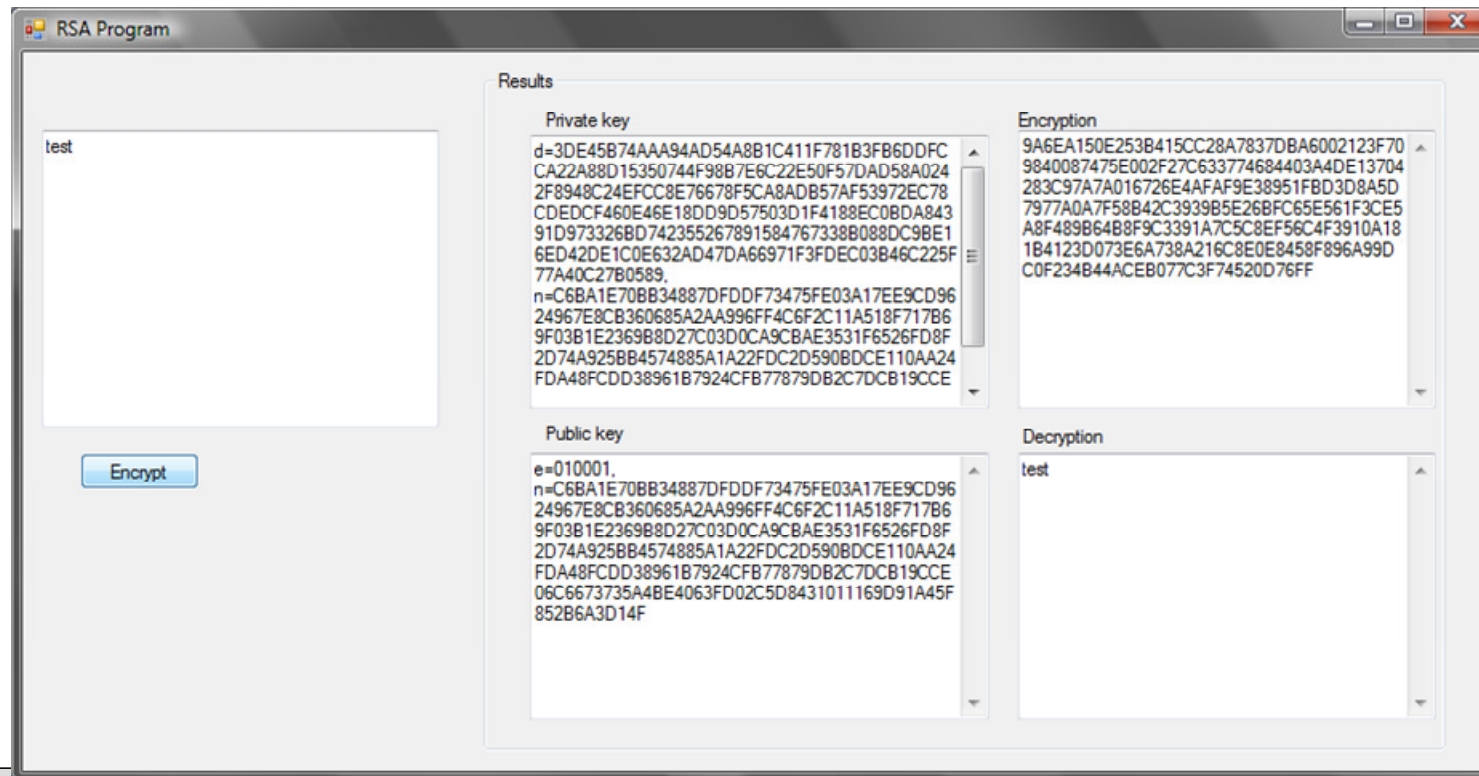 RSA Program
test
Encrypt
Results
Private key
d=3DE45B74AAA94AD54A8B1C411F781B3FB6DDFC
CA22A88D15350744F98B7E6C22E50F57DAD58A024
2F8948C24EFCC8E76678F5CA8ADB57AF53972EC78
CDEDCF460E46E18DD9D57503D1F4188EC0BDA843
91D973326BD742355267891584767338B088DC9BE1
6ED42DE1C0E632AD47DA66971F3FDEC03B46C225F
77A40C27B0589,
n=C6BA1E70BB34887DFDDF73475FE03A17EE9CD96
24967E8CB360685A2AA996FF4C6F2C11A518F717B6
9F03B1E2369B8D27C03D0CA9CBAE3531F6526FD8F
2D74A925BB4574885A1A22FDC2D590BDCE110AA24
FDA48FCDD38961B7924CFB77879DB2C7DCB19CCE
Encryption
9A6EA150E253B415CC28A7837DBA6002123F70
9840087475E002F27C633774684403A4DE13704
283C97A7A016726E4AFAF9E38951FBD3D8A5D
7977A0A7F58B42C3939B5E26BFC65E561F3CE5
A8F489B64B8F9C3391A7C5C8EF56C4F3910A18
1B4123D073E6A738A216C8E0E8458F896A99D
C0F234B44ACEB077C3F74520D76FF
Public key
e=010001,
n=C6BA1E70BB34887DFDDF73475FE03A17EE9CD96
24967E8CB360685A2AA996FF4C6F2C11A518F717B6
9F03B1E2369B8D27C03D0CA9CBAE3531F6526FD8F
2D74A925BB4574885A1A22FDC2D590BDCE110AA24
FDA48FCDD38961B7924CFB77879DB2C7DCB19CCE
06C6673735A4BE4063FD02C5D8431011169D91A45F
852B6A3D14F
Decryption
test